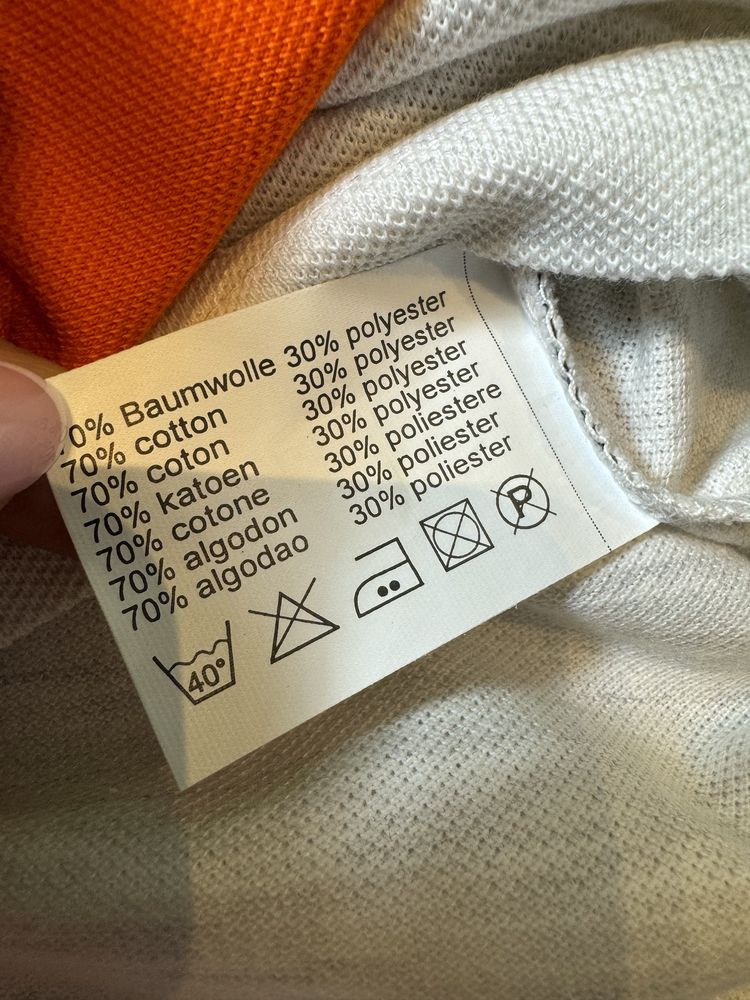 70% Baumwolle 30% polyester
70% cotton 30% polyester
70% coton 30% polyester
70% katoen 30% polyester
70% cotone 30% poliestere
70% algodon 30% poliester
70% algodao 30% poliester
40°
P